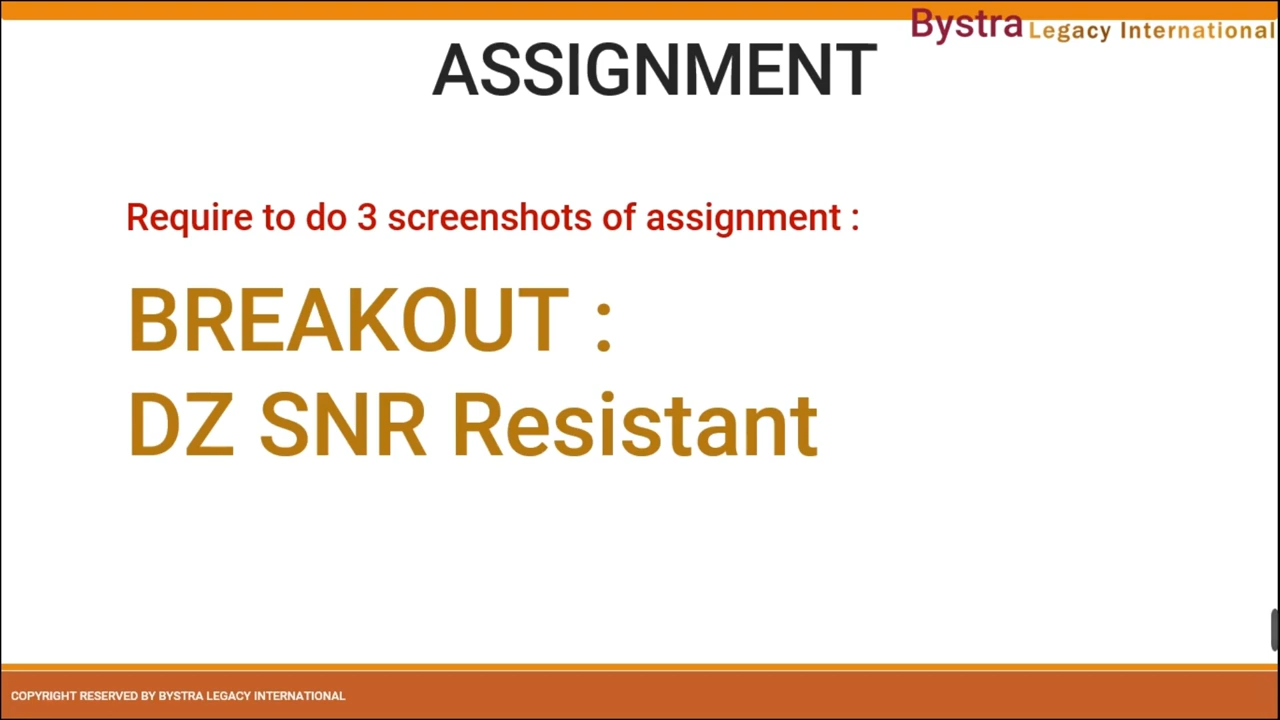 Bystra Legacy International
ASSIGNMENT
Require to do 3 screenshots of assignment :
BREAKOUT :
DZ SNR Resistant
COPYRIGHT RESERVED BY BYSTRA LEGACY INTERNATIONAL